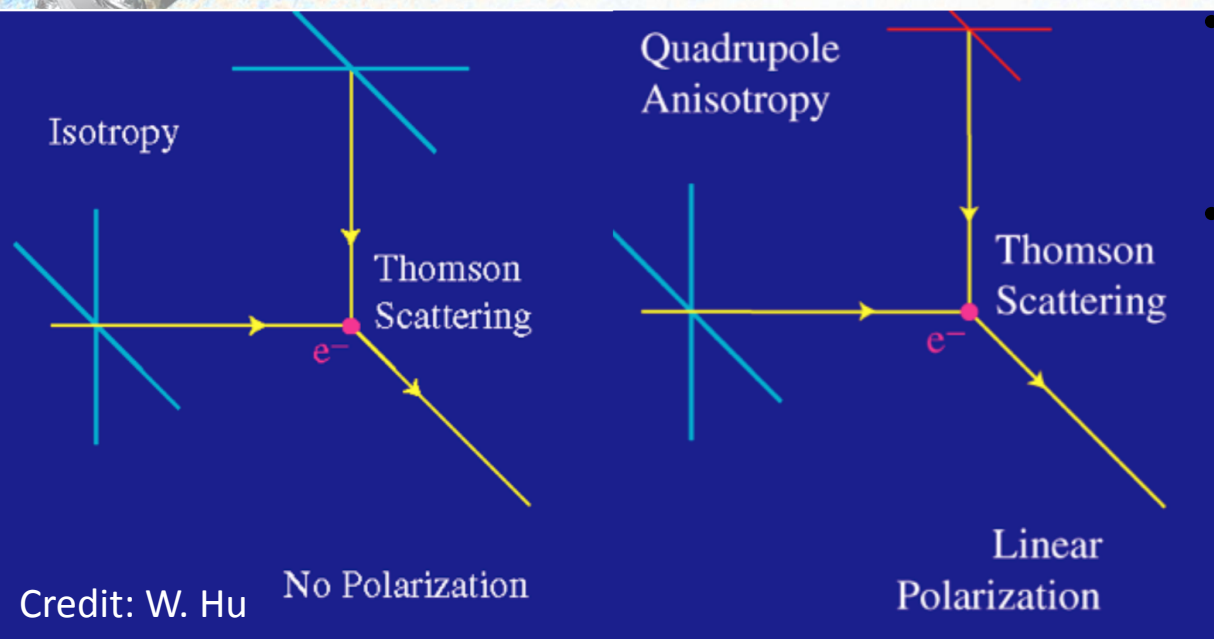 Isotropy
Thomson
Scattering
e⁻
No Polarization
Credit: W. Hu
Quadrupole
Anisotropy
Thomson
Scattering
e⁻
Linear
Polarization